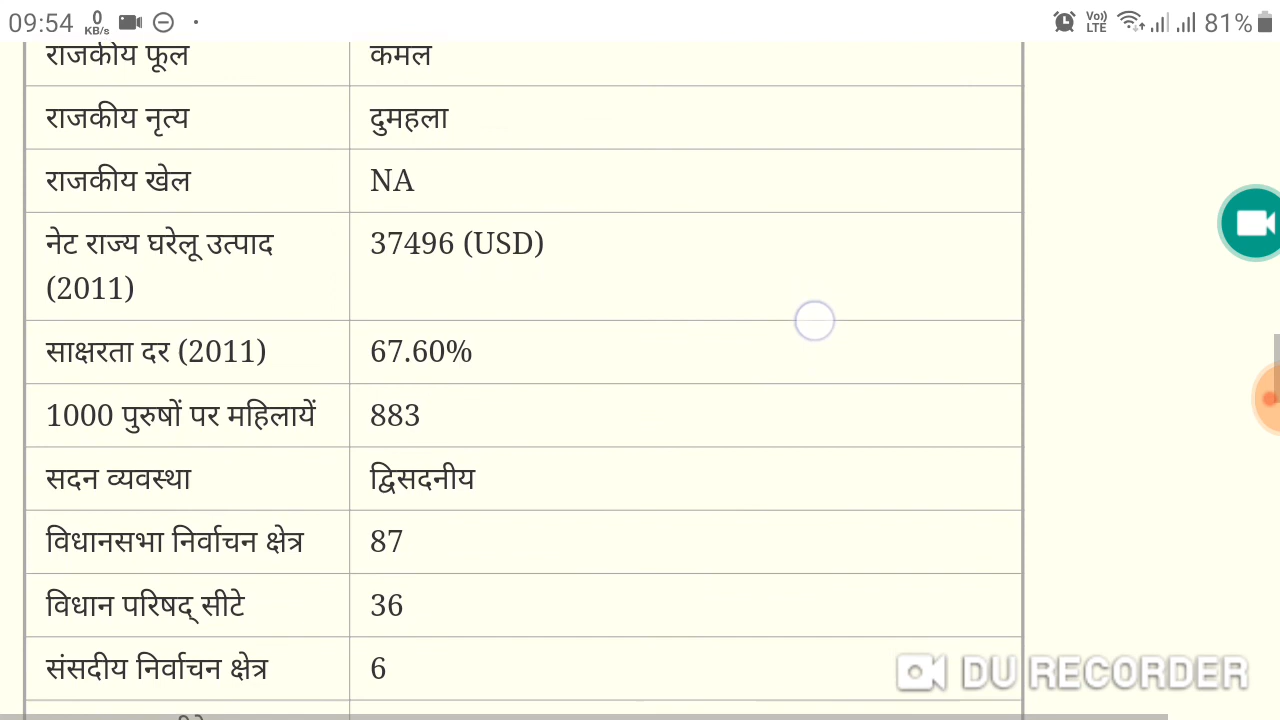 09:54 0 KB/s Vo)) LTE 81%
राजकीय फूल कमल
राजकीय नृत्य दुमहला
राजकीय खेल NA
नेट राज्य घरेलू उत्पाद 37496 (USD)
(2011)
साक्षरता दर (2011) 67.60%
1000 पुरुषों पर महिलायें 883
सदन व्यवस्था द्विसदनीय
विधानसभा निर्वाचन क्षेत्र 87
विधान परिषद् सीटे 36
संसदीय निर्वाचन क्षेत्र 6
DU RECORDER